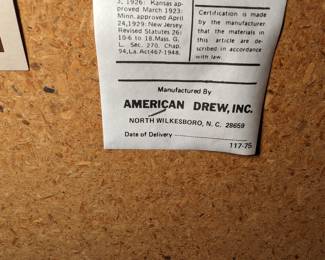 3, 1926: Kansas ap-
proved March 1923;
Minn. approved April
24, 1929: New Jersey
Revised Statutes 26:
10-6 to 18. Mass. G.
L. Sec. 270, Chap.
94, La. Act 467-1948.
Certification is made
by the manufacturer
that the materials in
this article are de-
scribed in accordance
with law.
Manufactured By
AMERICAN DREW, INC.
NORTH WILKESBORO, N. C. 28659
Date of Delivery
117-75